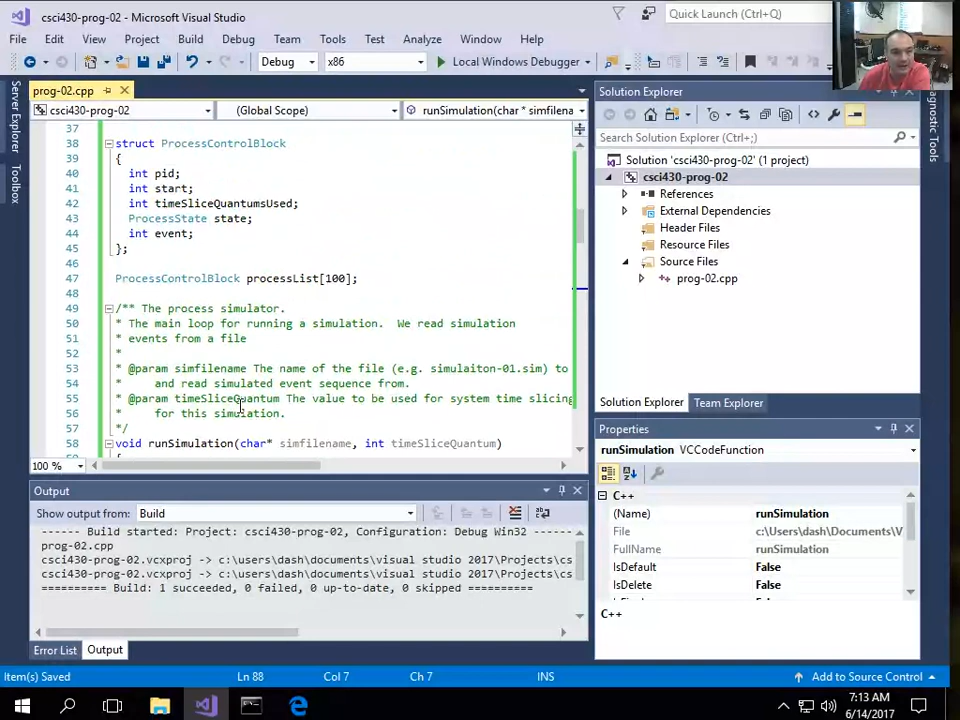 csci430-prog-02 - Microsoft Visual Studio
Quick Launch (Ctrl+Q)
File Edit View Project Build Debug Team Tools Test Analyze Window Help
Debug x86 Local Windows Debugger
Server Explorer
Toolbox
prog-02.cpp
csci430-prog-02 (Global Scope) runSimulation(char * simfilena
37
38 struct ProcessControlBlock
39 {
40 int pid;
41 int start;
42 int timeSliceQuantumsUsed;
43 ProcessState state;
44 int event;
45 };
46
47 ProcessControlBlock processList[100];
48
49 /** The process simulator.
50 * The main loop for running a simulation. We read simulation
51 * events from a file
52 *
53 * @param simfilename The name of the file (e.g. simulaiton-01.sim) to
54 * and read simulated event sequence from.
55 * @param timeSliceQuantum The value to be used for system time slicing
56 * for this simulation.
57 */
58 void runSimulation(char* simfilename, int timeSliceQuantum)
100 %
Output
Show output from: Build
------ Build started: Project: csci430-prog-02, Configuration: Debug Win32 ------
prog-02.cpp
csci430-prog-02.vcxproj -> c:\users\dash\documents\visual studio 2017\Projects\cs
csci430-prog-02.vcxproj -> c:\users\dash\documents\visual studio 2017\Projects\cs
========== Build: 1 succeeded, 0 failed, 0 up-to-date, 0 skipped ==========
Error List Output
Solution Explorer
Search Solution Explorer (Ctrl+;)
Solution 'csci430-prog-02' (1 project)
csci430-prog-02
References
External Dependencies
Header Files
Resource Files
Source Files
prog-02.cpp
Solution Explorer Team Explorer
Properties
runSimulation VCCodeFunction
C++
(Name) runSimulation
File c:\Users\dash\Documents\V
FullName runSimulation
IsDefault False
IsDelete False
C++
agnostic Tools
Item(s) Saved Ln 88 Col 7 Ch 7 INS Add to Source Control
7:13 AM
6/14/2017